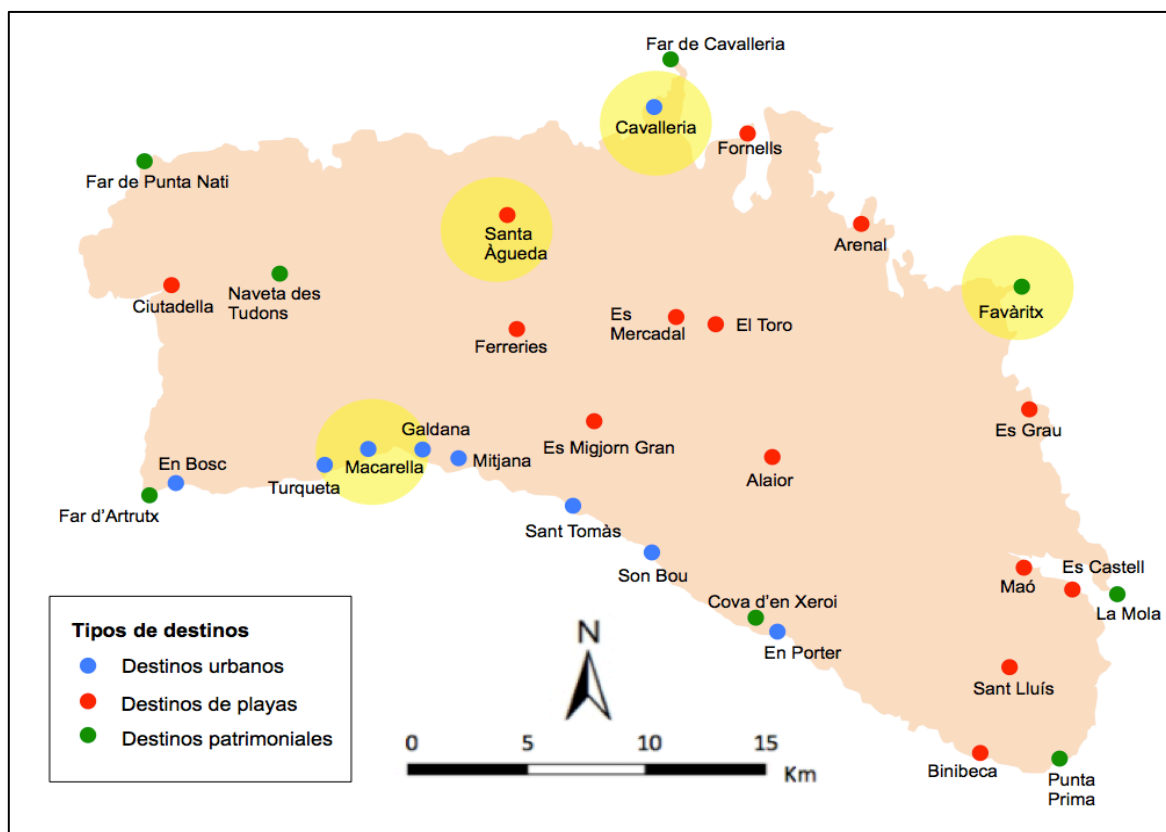 Far de Cavalleria
Cavalleria
Fornells
Far de Punta Nati
Santa
Àgueda
Arenal
Ciutadella
Naveta des
Tudons
Favàritx
Es
Mercadal
El Toro
Ferreries
Es Grau
Galdana
Es Migjorn Gran
En Bosc
Macarella
Mitjana
Turqueta
Alaior
Far d'Artrutx
Sant Tomàs
Son Bou
Maó
Es Castell
La Mola
Cova d'en Xeroi
En Porter
Sant Lluís
Binibeca
Punta
Prima
Tipos de destinos
Destinos urbanos
Destinos de playas
Destinos patrimoniales
N
0 5 10 15
Km